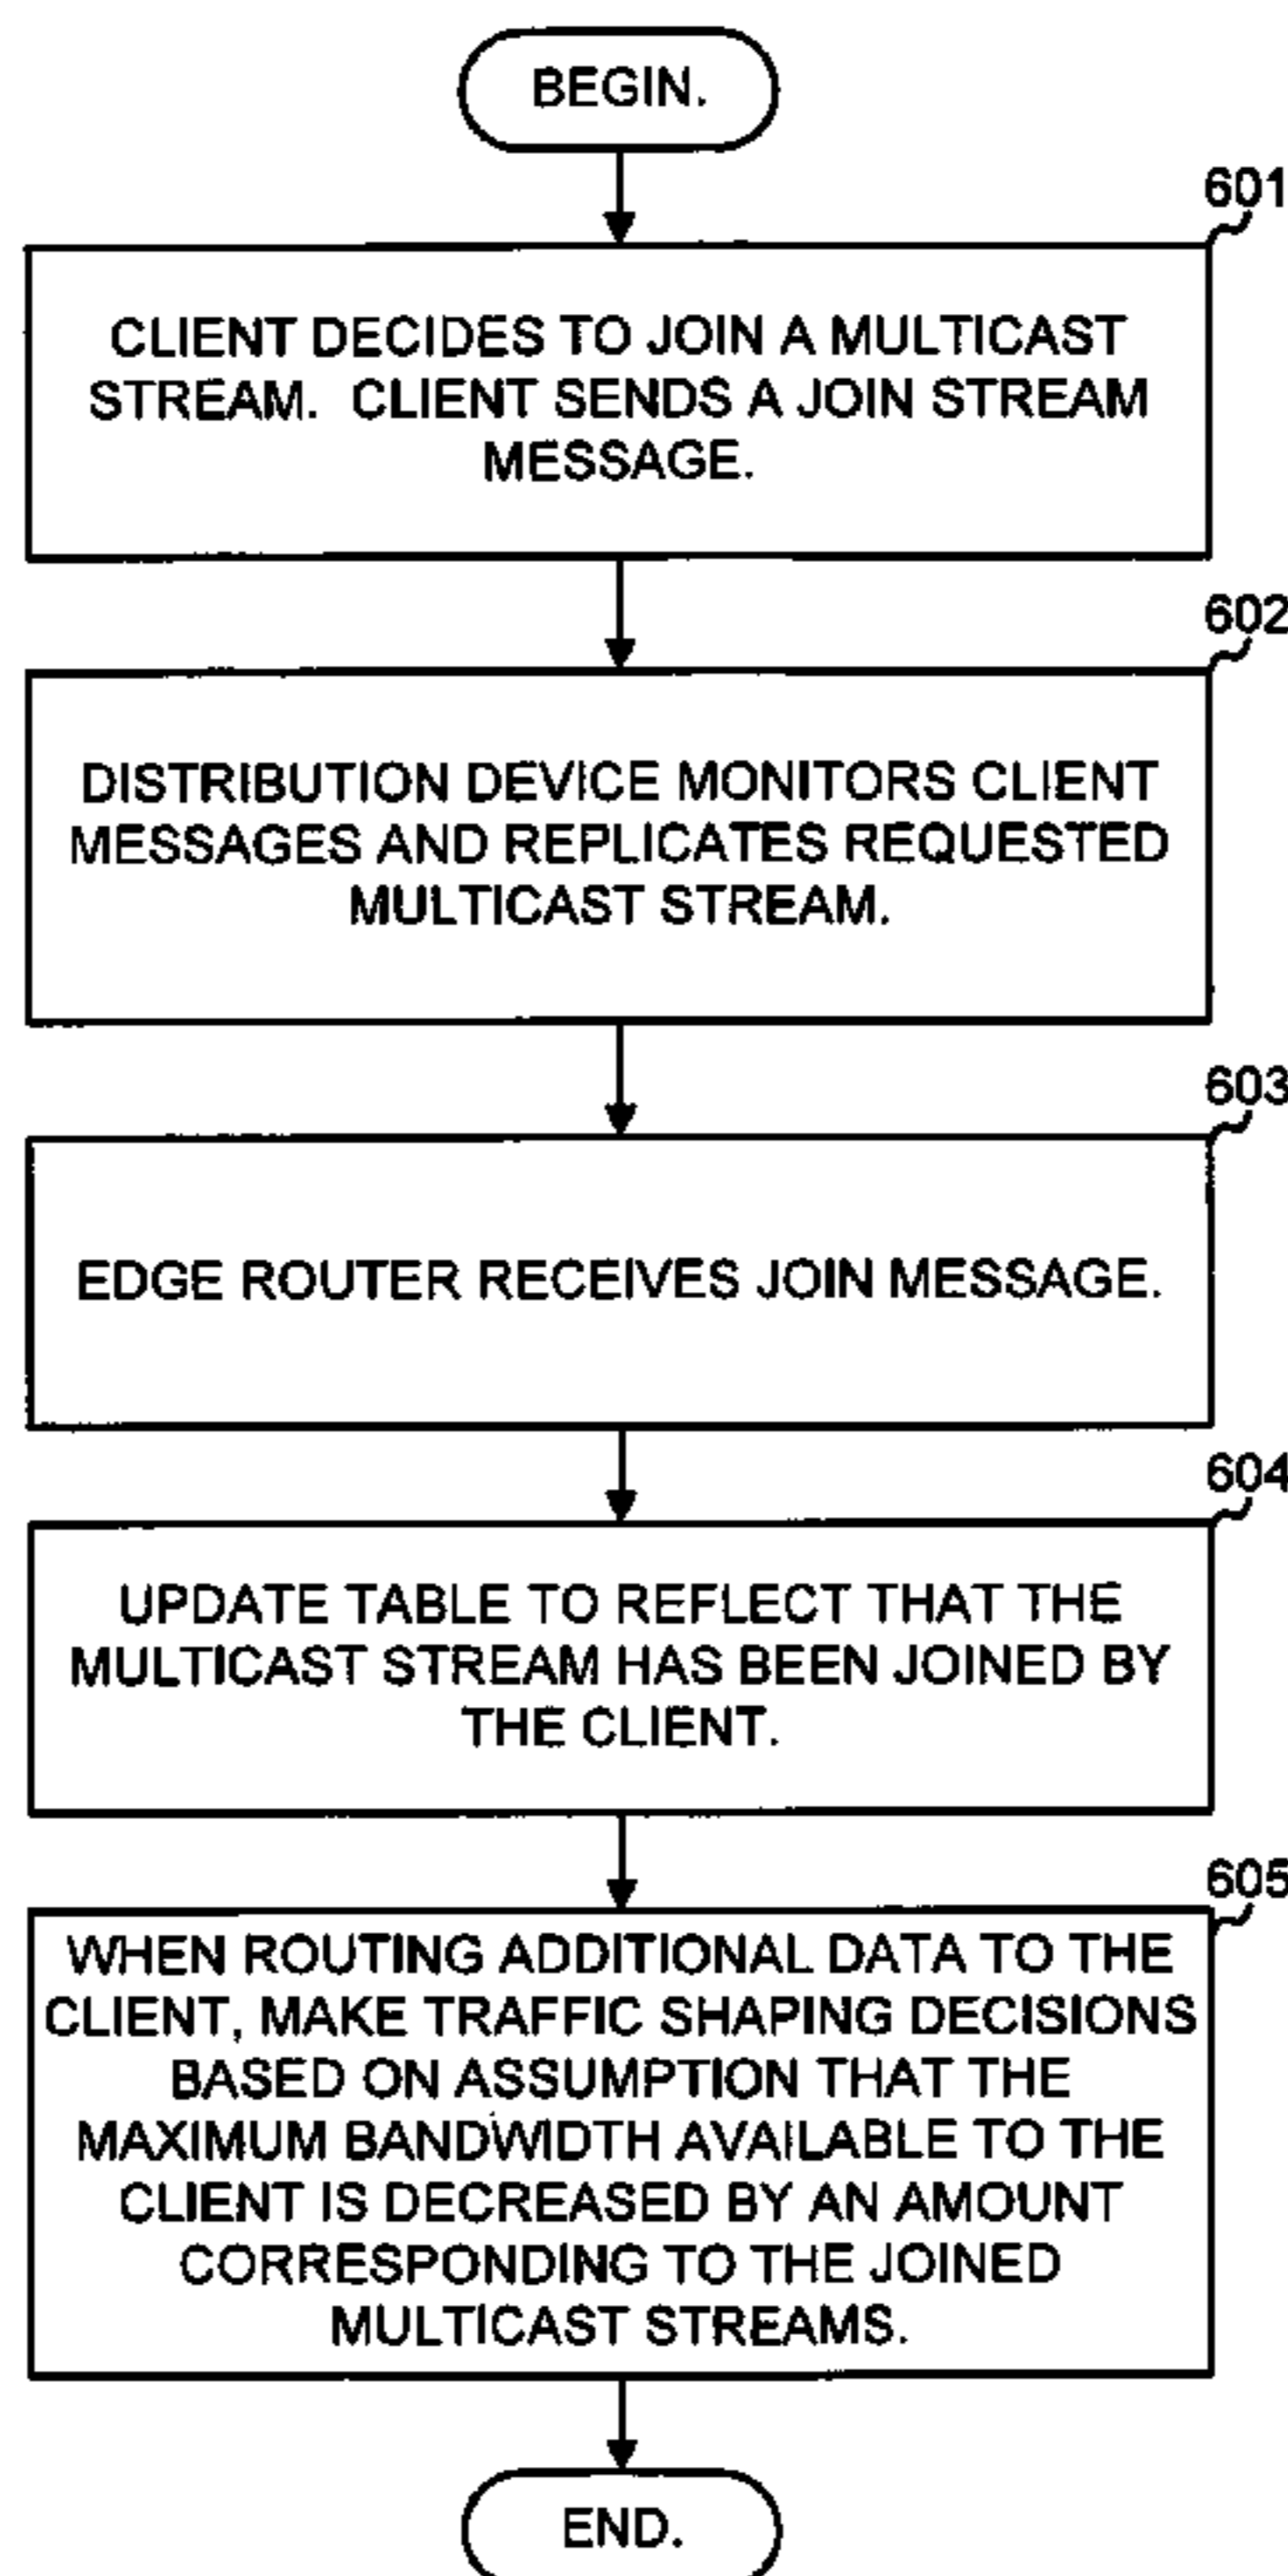 BEGIN.
601
CLIENT DECIDES TO JOIN A MULTICAST
STREAM. CLIENT SENDS A JOIN STREAM
MESSAGE.
602
DISTRIBUTION DEVICE MONITORS CLIENT
MESSAGES AND REPLICATES REQUESTED
MULTICAST STREAM.
603
EDGE ROUTER RECEIVES JOIN MESSAGE.
604
UPDATE TABLE TO REFLECT THAT THE
MULTICAST STREAM HAS BEEN JOINED BY
THE CLIENT.
605
WHEN ROUTING ADDITIONAL DATA TO THE
CLIENT, MAKE TRAFFIC SHAPING DECISIONS
BASED ON ASSUMPTION THAT THE
MAXIMUM BANDWIDTH AVAILABLE TO THE
CLIENT IS DECREASED BY AN AMOUNT
CORRESPONDING TO THE JOINED
MULTICAST STREAMS.
END.